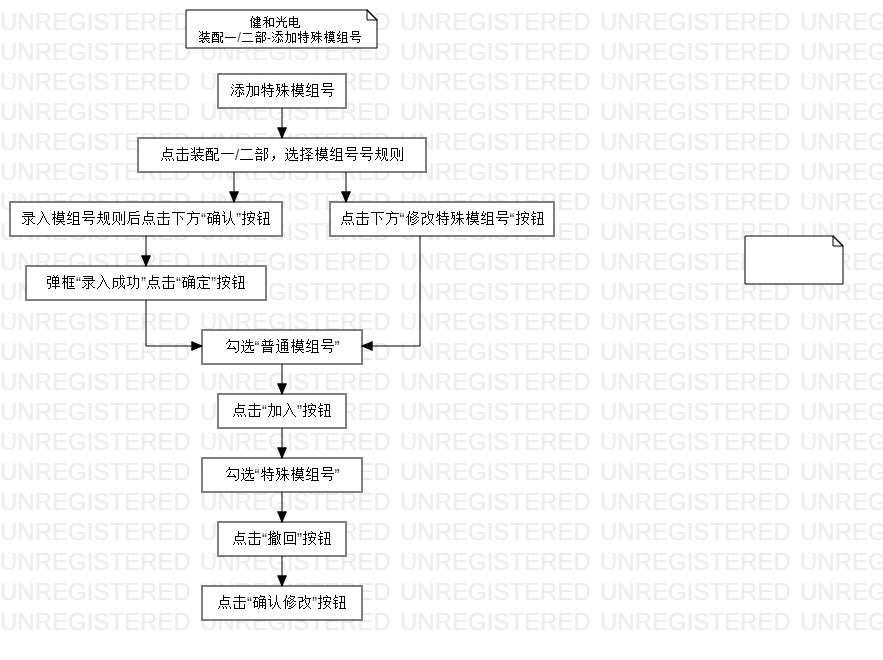 健和光电
装配一/二部-添加特殊模组号
添加特殊模组号
点击装配一/二部，选择模组号号规则
录入模组号规则后点击下方“确认”按钮
点击下方“修改特殊模组号“按钮
弹框“录入成功”点击“确定”按钮
勾选“普通模组号”
点击“加入”按钮
勾选“特殊模组号”
点击“撤回”按钮
点击“确认修改”按钮
UNREGISTERED